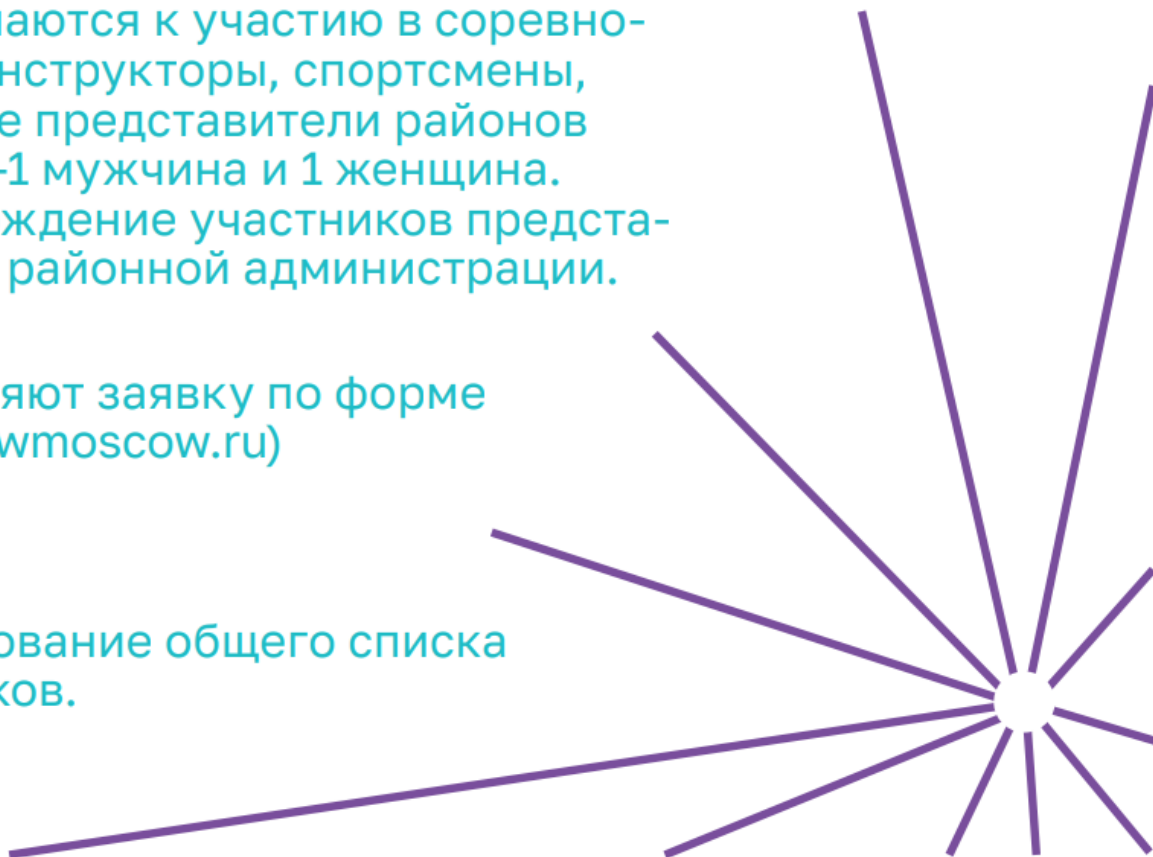 аются к участию в соревно-
нструкторы, спортсмены,
е представители районов
-1 мужчина и 1 женщина.
ждение участников предста-
районной администрации.
яют заявку по форме
wmoscow.ru)
ование общего списка
ков.